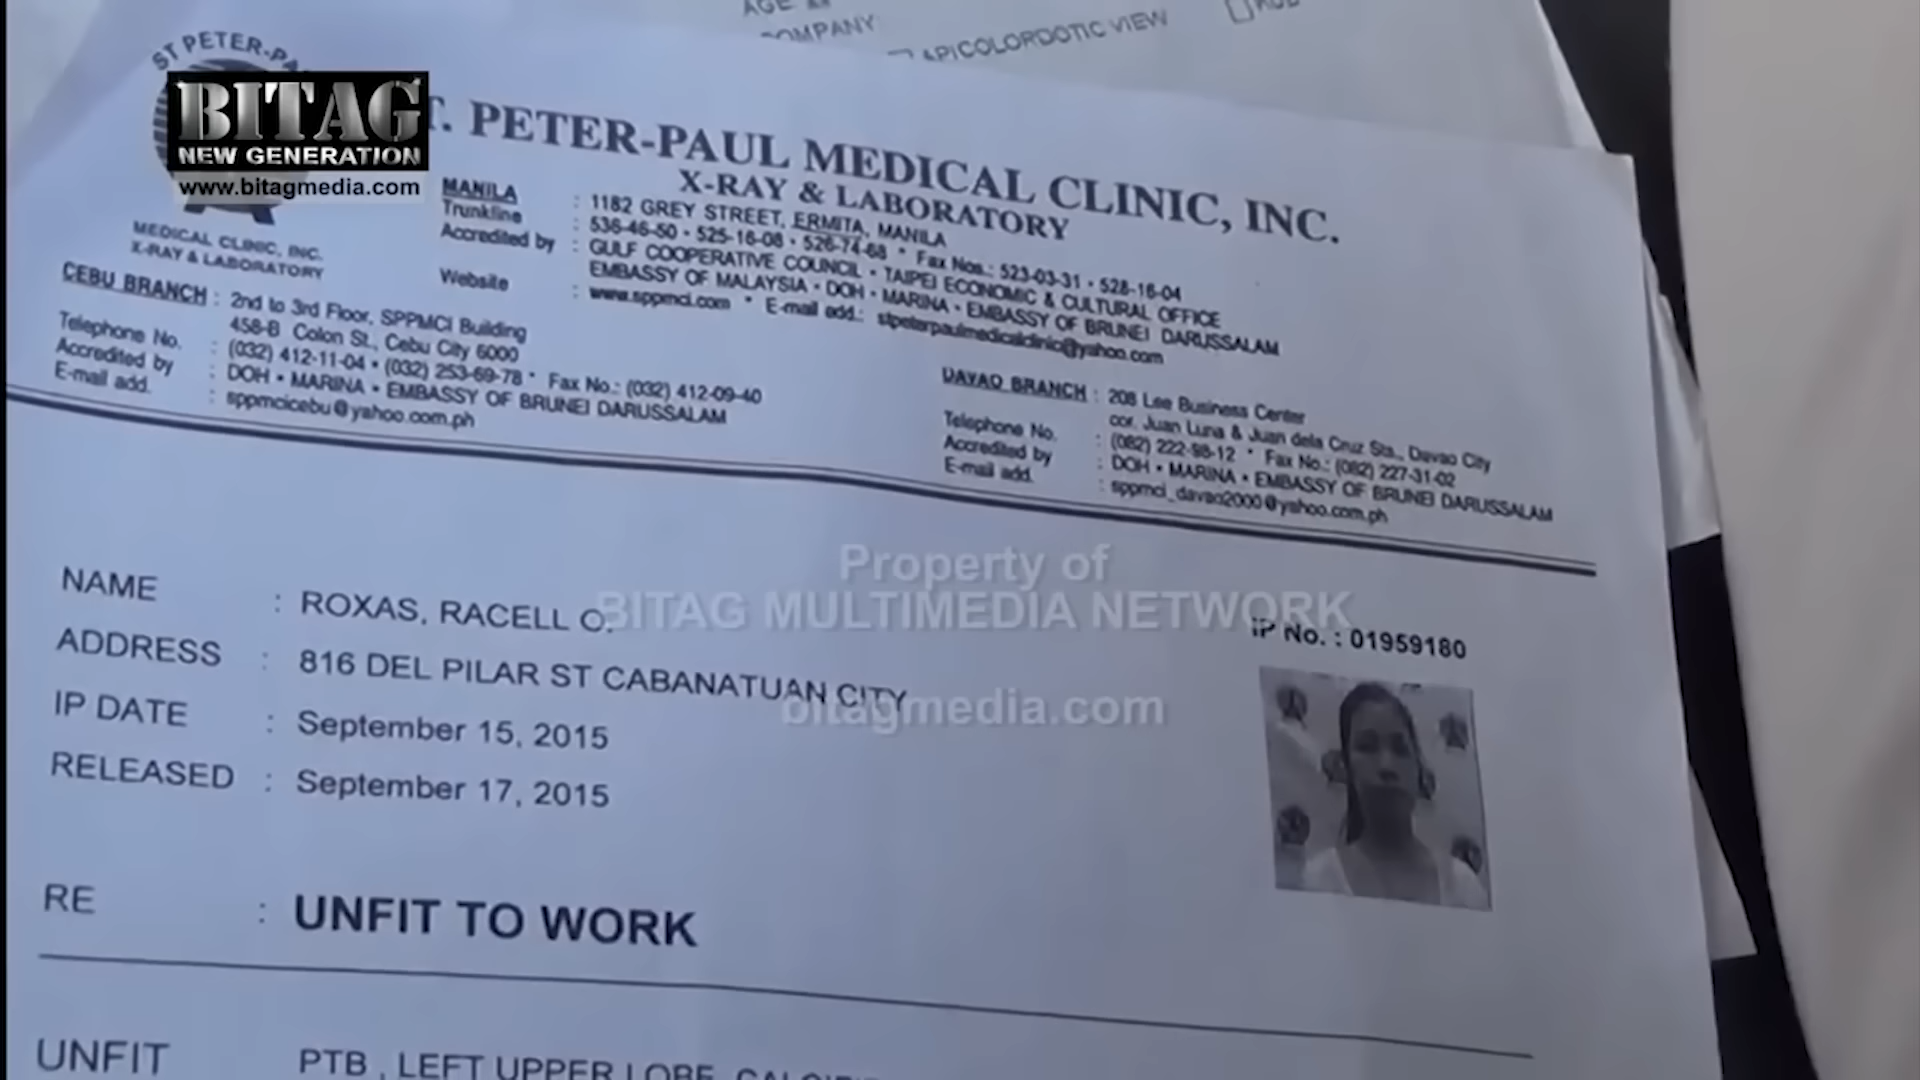 AGE
COMPANY
APICOLORDOTIC VIEW
ST PETER-PA
BITAG
NEW GENERATION
www.bitagmedia.com
MEDICAL CLINIC, INC.
X-RAY & LABORATORY
T. PETER-PAUL MEDICAL CLINIC, INC.
X-RAY & LABORATORY
MANILA : 1182 GREY STREET, ERMITA, MANILA
Trunkline : 536-46-50 • 525-16-08 • 526-74-68 * Fax Nos.: 523-03-31 • 528-16-04
Accredited by : GULF COOPERATIVE COUNCIL • TAIPEI ECONOMIC & CULTURAL OFFICE
EMBASSY OF MALAYSIA • DOH • MARINA • EMBASSY OF BRUNEI DARUSSALAM
Website : www.sppmci.com * E-mail add.: stpeterpaulmedicalclinic@yahoo.com
CEBU BRANCH : 2nd to 3rd Floor, SPPMCI Building
458-B Colon St., Cebu City 6000
Telephone No. : (032) 412-11-04 • (032) 253-69-78 * Fax No.: (032) 412-09-40
Accredited by : DOH • MARINA • EMBASSY OF BRUNEI DARUSSALAM
E-mail add. : sppmcicebu@yahoo.com.ph
DAVAO BRANCH : 208 Lee Business Center
cor. Juan Luna & Juan dela Cruz Sts., Davao City
Telephone No. : (082) 222-98-12 * Fax No.: (082) 227-31-02
Accredited by : DOH • MARINA • EMBASSY OF BRUNEI DARUSSALAM
E-mail add. : sppmci_davao2000@yahoo.com.ph
Property of
BITAG MULTIMEDIA NETWORK
bitagmedia.com
NAME : ROXAS, RACELL O.
IP No. : 01959180
ADDRESS : 816 DEL PILAR ST CABANATUAN CITY
IP DATE : September 15, 2015
RELEASED : September 17, 2015
RE : UNFIT TO WORK
UNFIT PTB , LEFT UPPER LOBE